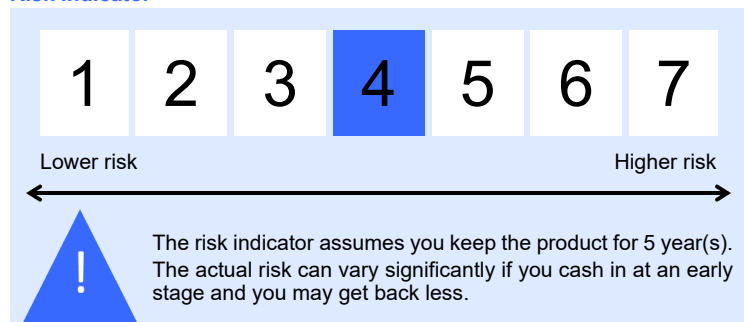 Risk Indicator
1 2 3 4 5 6 7
Lower risk Higher risk
!
The risk indicator assumes you keep the product for 5 year(s).
The actual risk can vary significantly if you cash in at an early
stage and you may get back less.